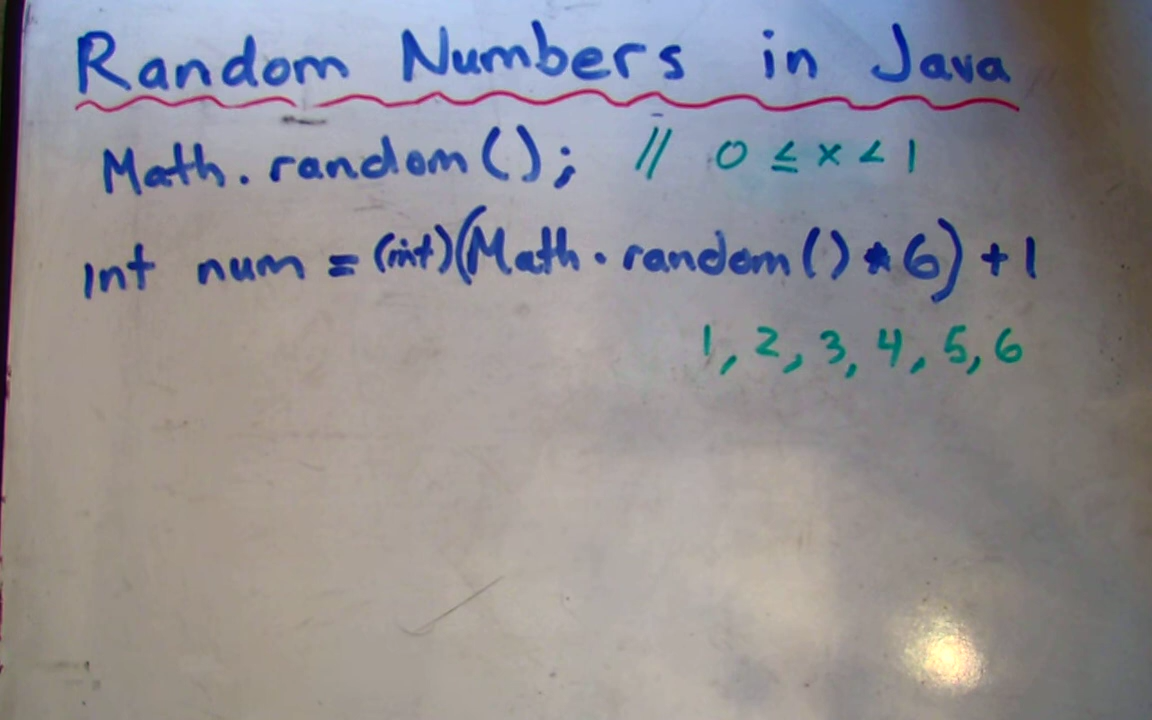 Random Numbers in Java
Math.random(); // 0 ≤ x < 1
int num = (int)(Math.random() * 6) + 1
1, 2, 3, 4, 5, 6